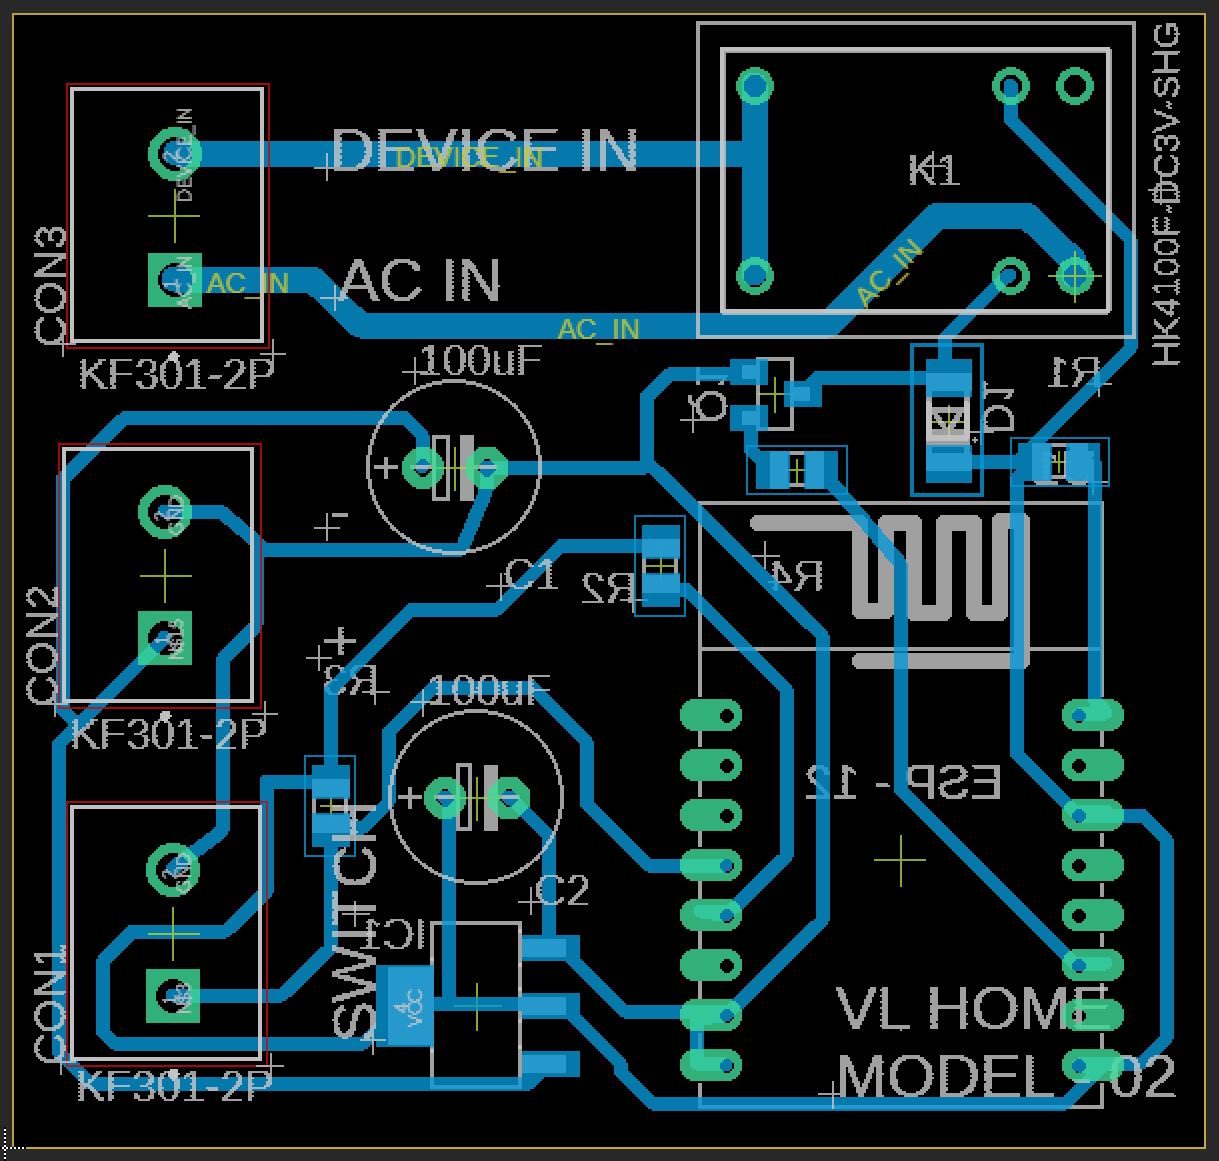 DEVICE IN
DEVICE_IN
DEVICE_IN
K1
HK4100F-DC3V-SHG
CON3
AC_IN
AC IN
AC_IN
AC_IN
KF301-2P
100uF
+
Q1
D1
R1
-
GND
CON2
C1
R2
R4
+
R3
100uF
KF301-2P
ESP - 12
+
GND
SWITCH
C2
IC1
CON1
4
VCC
VL HOME
MODEL - 02
KF301-2P